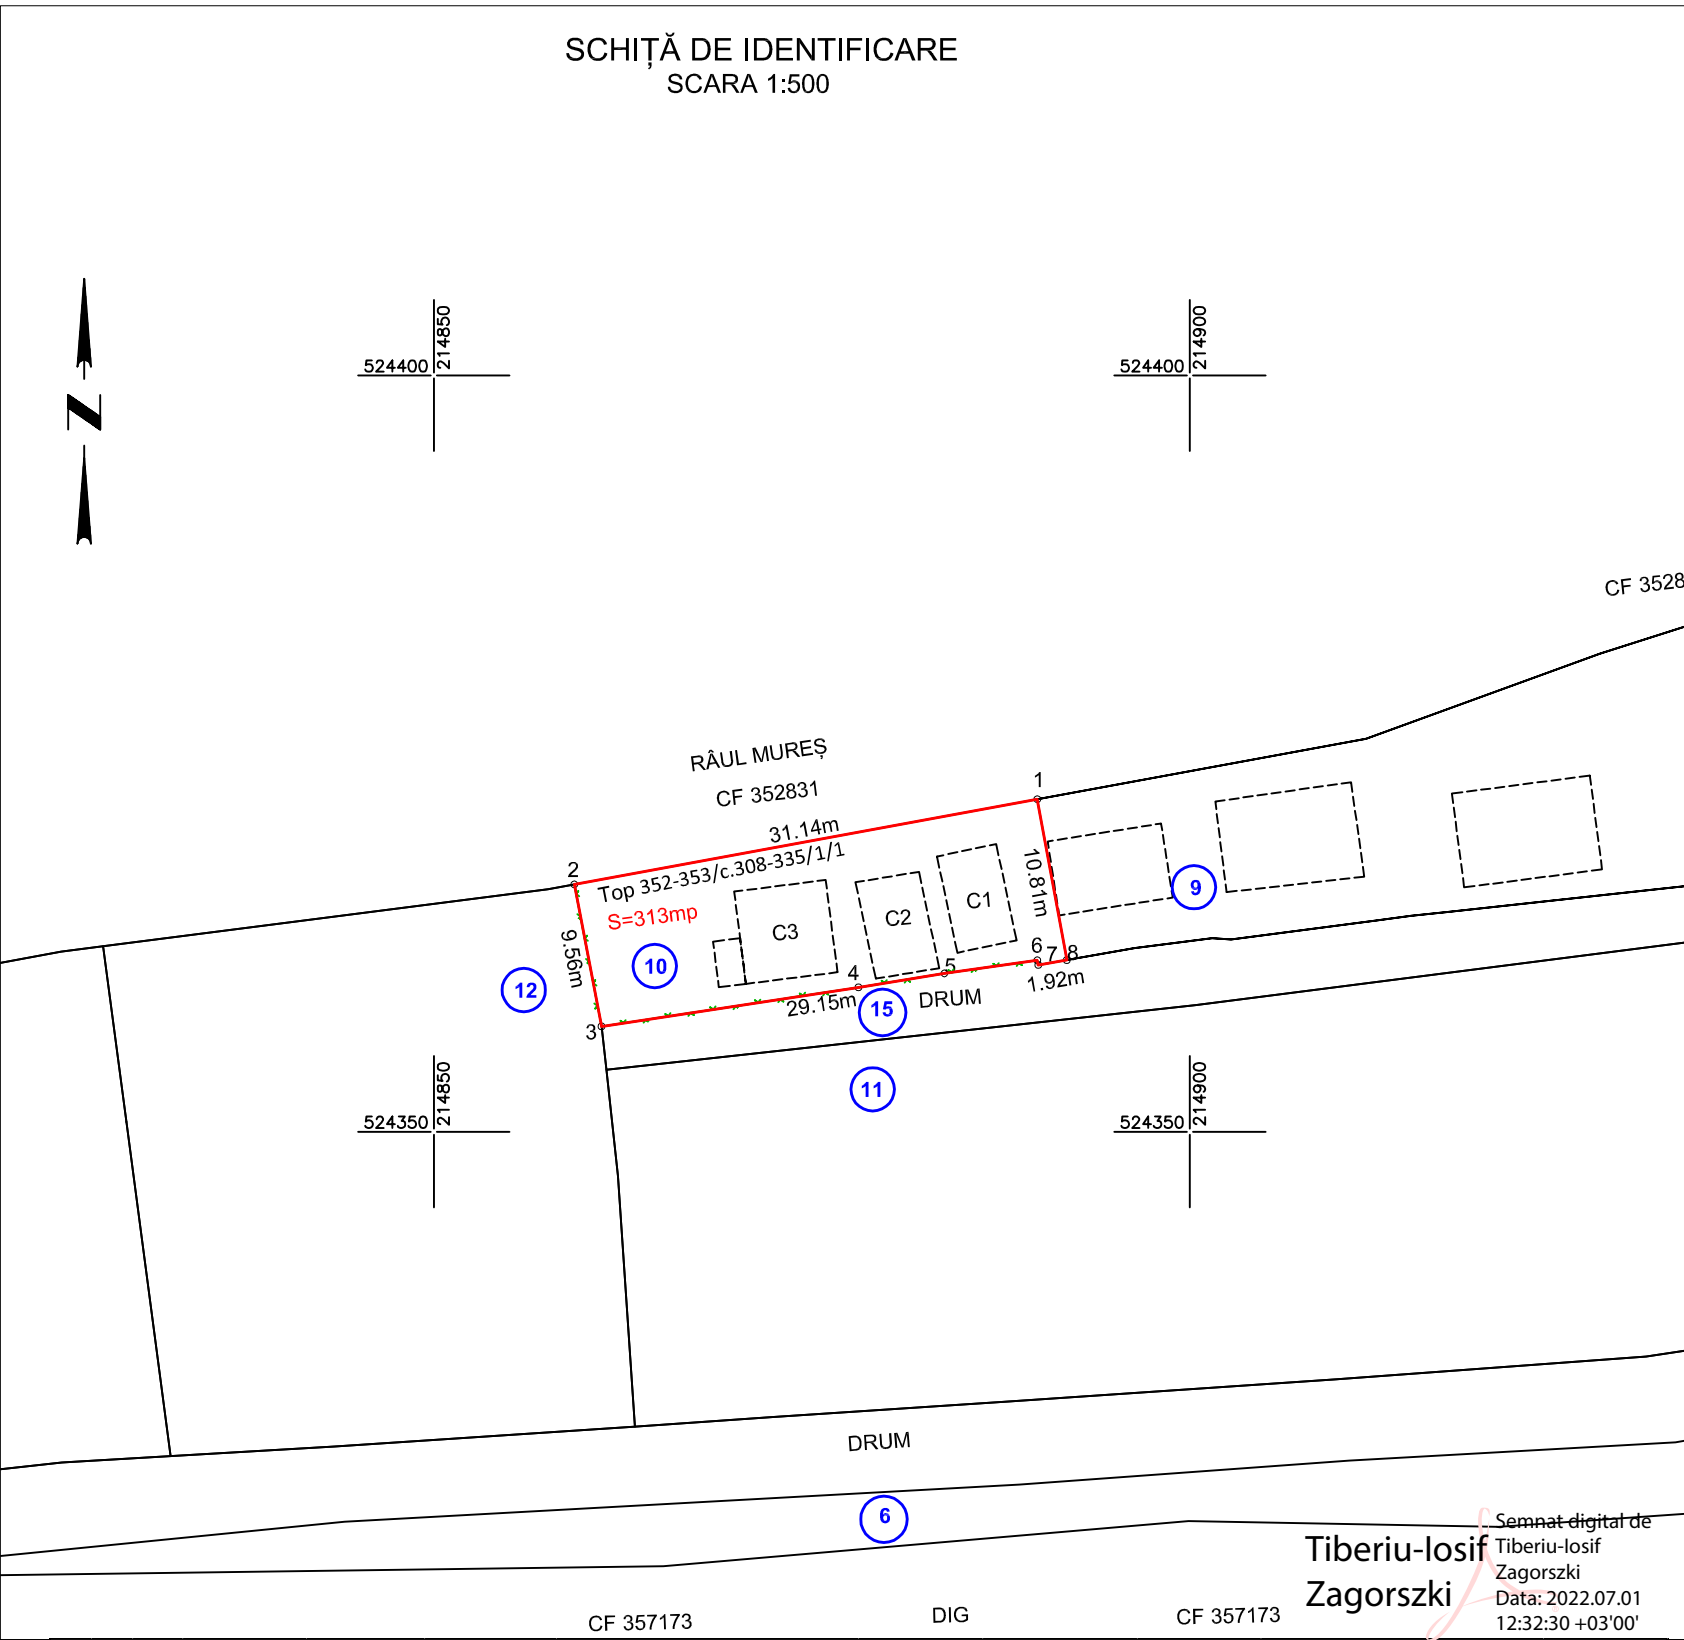 SCHIȚĂ DE IDENTIFICARE
SCARA 1:500
N
524400
214850
524400
214900
CF 3528
RÂUL MUREȘ
CF 352831
31.14m
1
2
Top 352-353/c.308-335/1/1
S=313mp
C3
C2
C1
10.81m
9
9.56m
10
12
4
5
6
7
8
1.92m
29.15m
15
DRUM
3
11
524350
214850
524350
214900
DRUM
6
CF 357173
DIG
CF 357173
Tiberiu-Iosif
Zagorszki
Semnat digital de
Tiberiu-Iosif
Zagorszki
Data: 2022.07.01
12:32:30 +03'00'